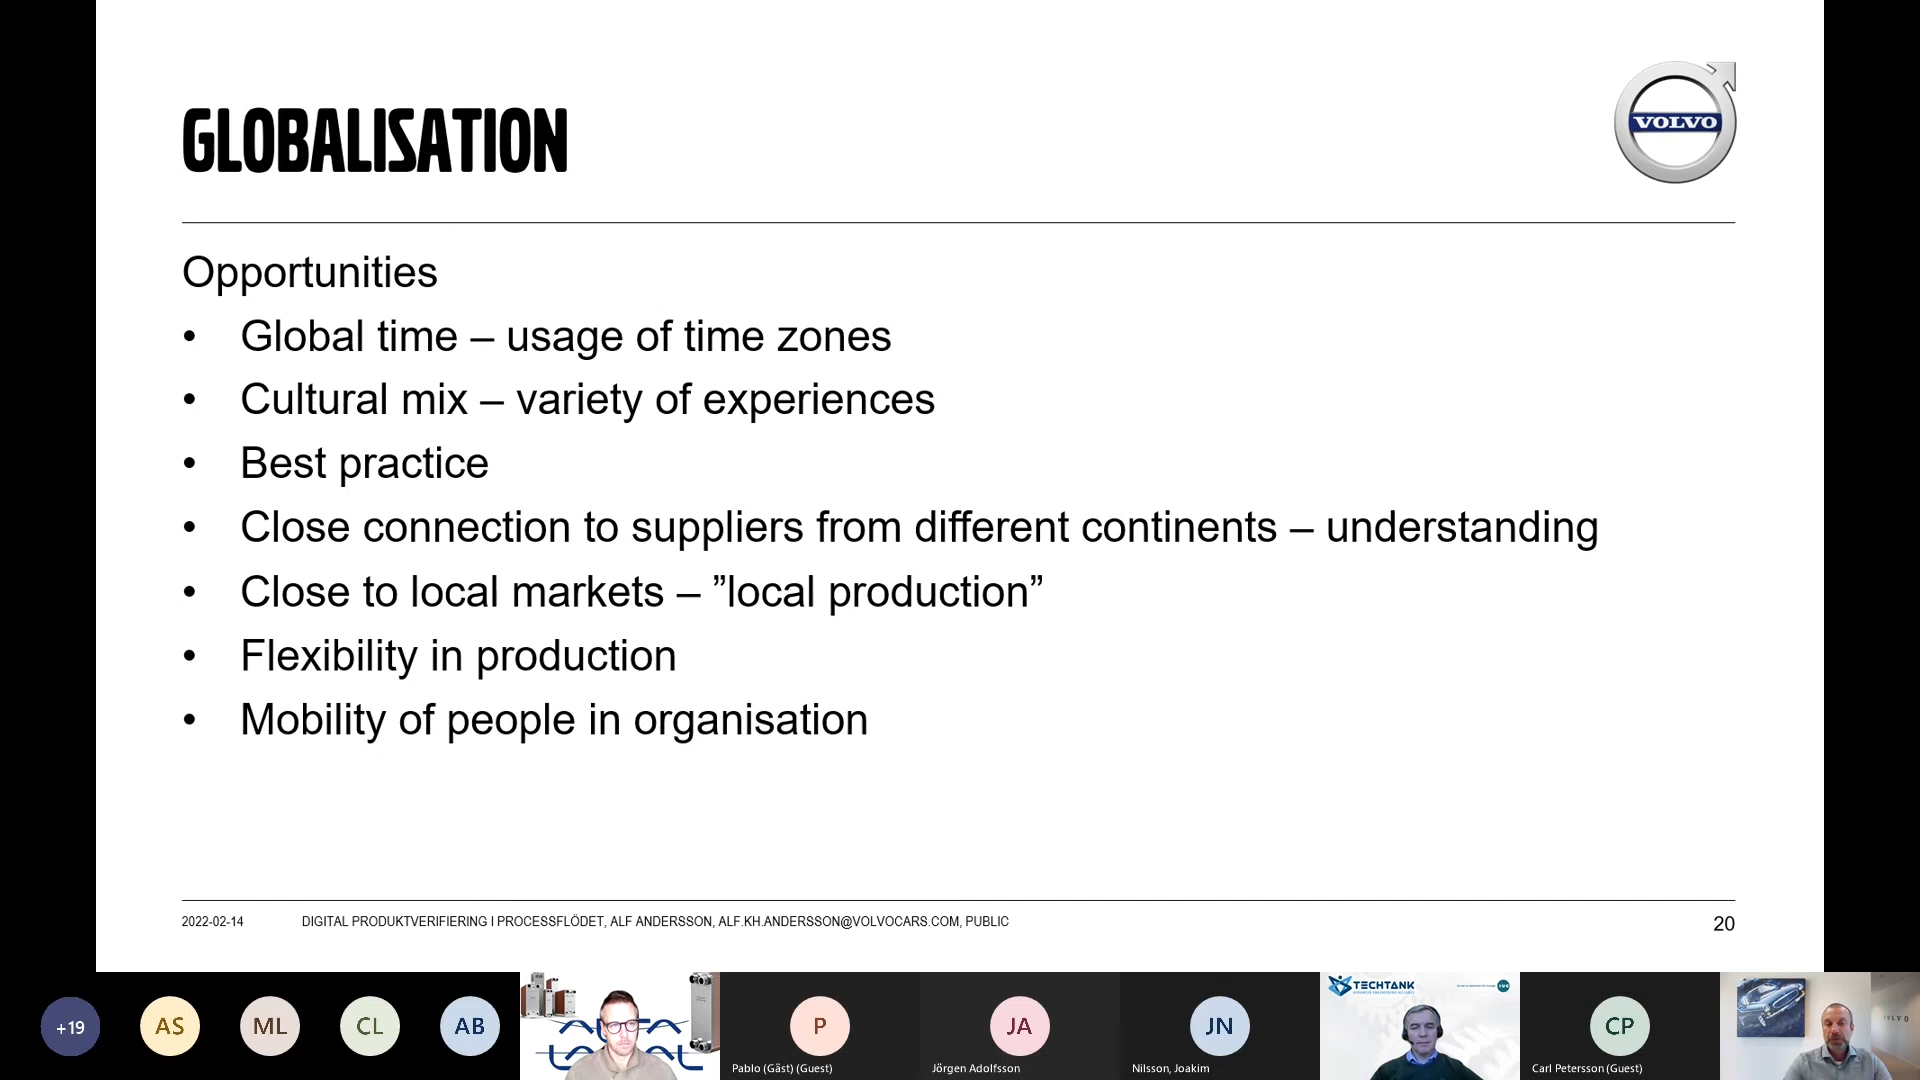 GLOBALISATION
VOLVO
Opportunities
• Global time – usage of time zones
• Cultural mix – variety of experiences
• Best practice
• Close connection to suppliers from different continents – understanding
• Close to local markets – ”local production”
• Flexibility in production
• Mobility of people in organisation
2022-02-14 DIGITAL PRODUKTVERIFIERING I PROCESSFLÖDET, ALF ANDERSSON, ALF.KH.ANDERSSON@VOLVOCARS.COM, PUBLIC 20
+19
AS
ML
CL
AB
P
Pablo (Gäst) (Guest)
JA
Jörgen Adolfsson
JN
Nilsson, Joakim
TECHTANK
CP
Carl Petersson (Guest)